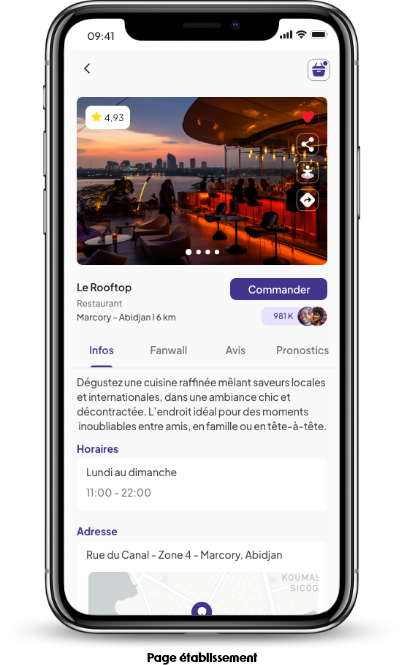 09:41
4,93
Le Rooftop
Commander
Restaurant
Marcory - Abidjan I 6 km
981 K
Infos Fanwall Avis Pronostics
Dégustez une cuisine raffinée mêlant saveurs locales
et internationales, dans une ambiance chic et
décontractée. L'endroit idéal pour des moments
inoubliables entre amis, en famille ou en tête-à-tête.
Horaires
Lundi au dimanche
11:00 - 22:00
Adresse
Rue du Canal - Zone 4 - Marcory, Abidjan
KOUMAS
SICOG
Page établissement